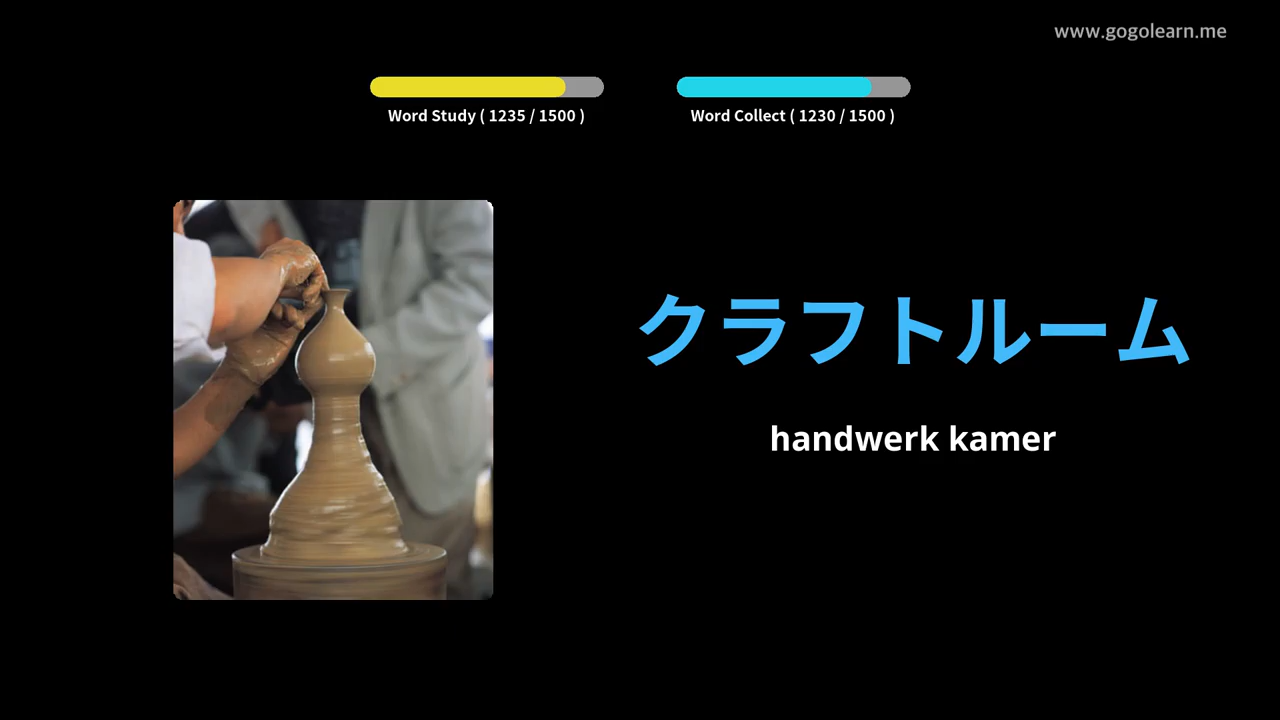 www.gogolearn.me
Word Study ( 1235 / 1500 )
Word Collect ( 1230 / 1500 )
クラフトルーム
handwerk kamer